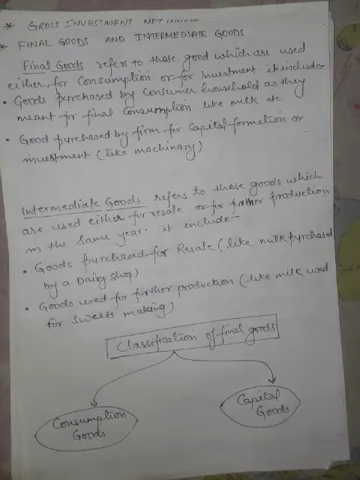 * GROSS INVESTMENT NET
* FINAL GOODS AND INTERMEDIATE GOODS
Final Goods refers to those good which are used
either for Consumption or for investment. it include
• Goods purchased by Consumer household as they
meant for final Consumption like milk etc
• Good purchased by firm for Capital formation or
investment (like machinary)
Intermediate Goods refers to those goods which
are used either for resale or for further production
in the same year. it include:-
• Goods purchased for Resale (like milk purchased
by a Dairy Shop)
• Goods used for further production (like milk used
for sweets making)
Classification of final goods
Consumption
Goods
Capital
Goods